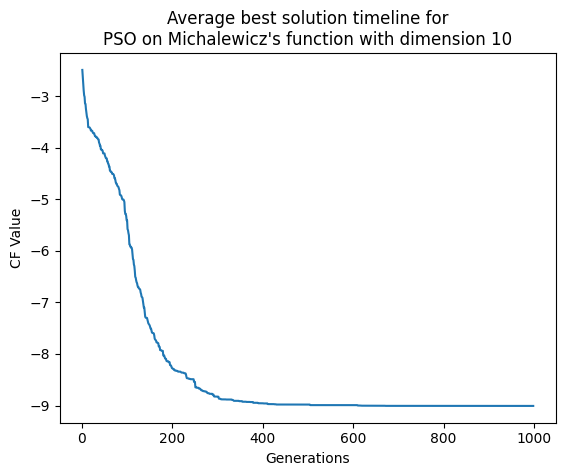 Average best solution timeline for
PSO on Michalewicz's function with dimension 10
−3
−4
−5
−6
−7
−8
−9
CF Value
0 200 400 600 800 1000
Generations